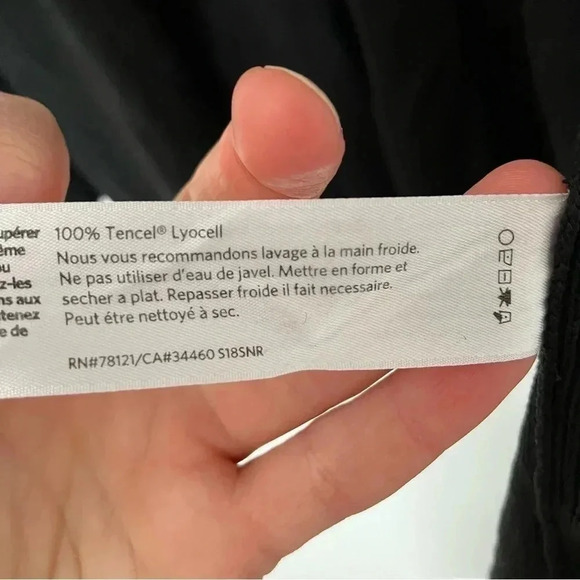 upérer
ême
ou
z-les
ns aux
tenez
e de
100% Tencel® Lyocell
Nous vous recommandons lavage à la main froide.
Ne pas utiliser d'eau de javel. Mettre en forme et
secher a plat. Repasser froide il fait necessaire.
Peut étre nettoyé à sec.
RN#78121/CA#34460 S18SNR